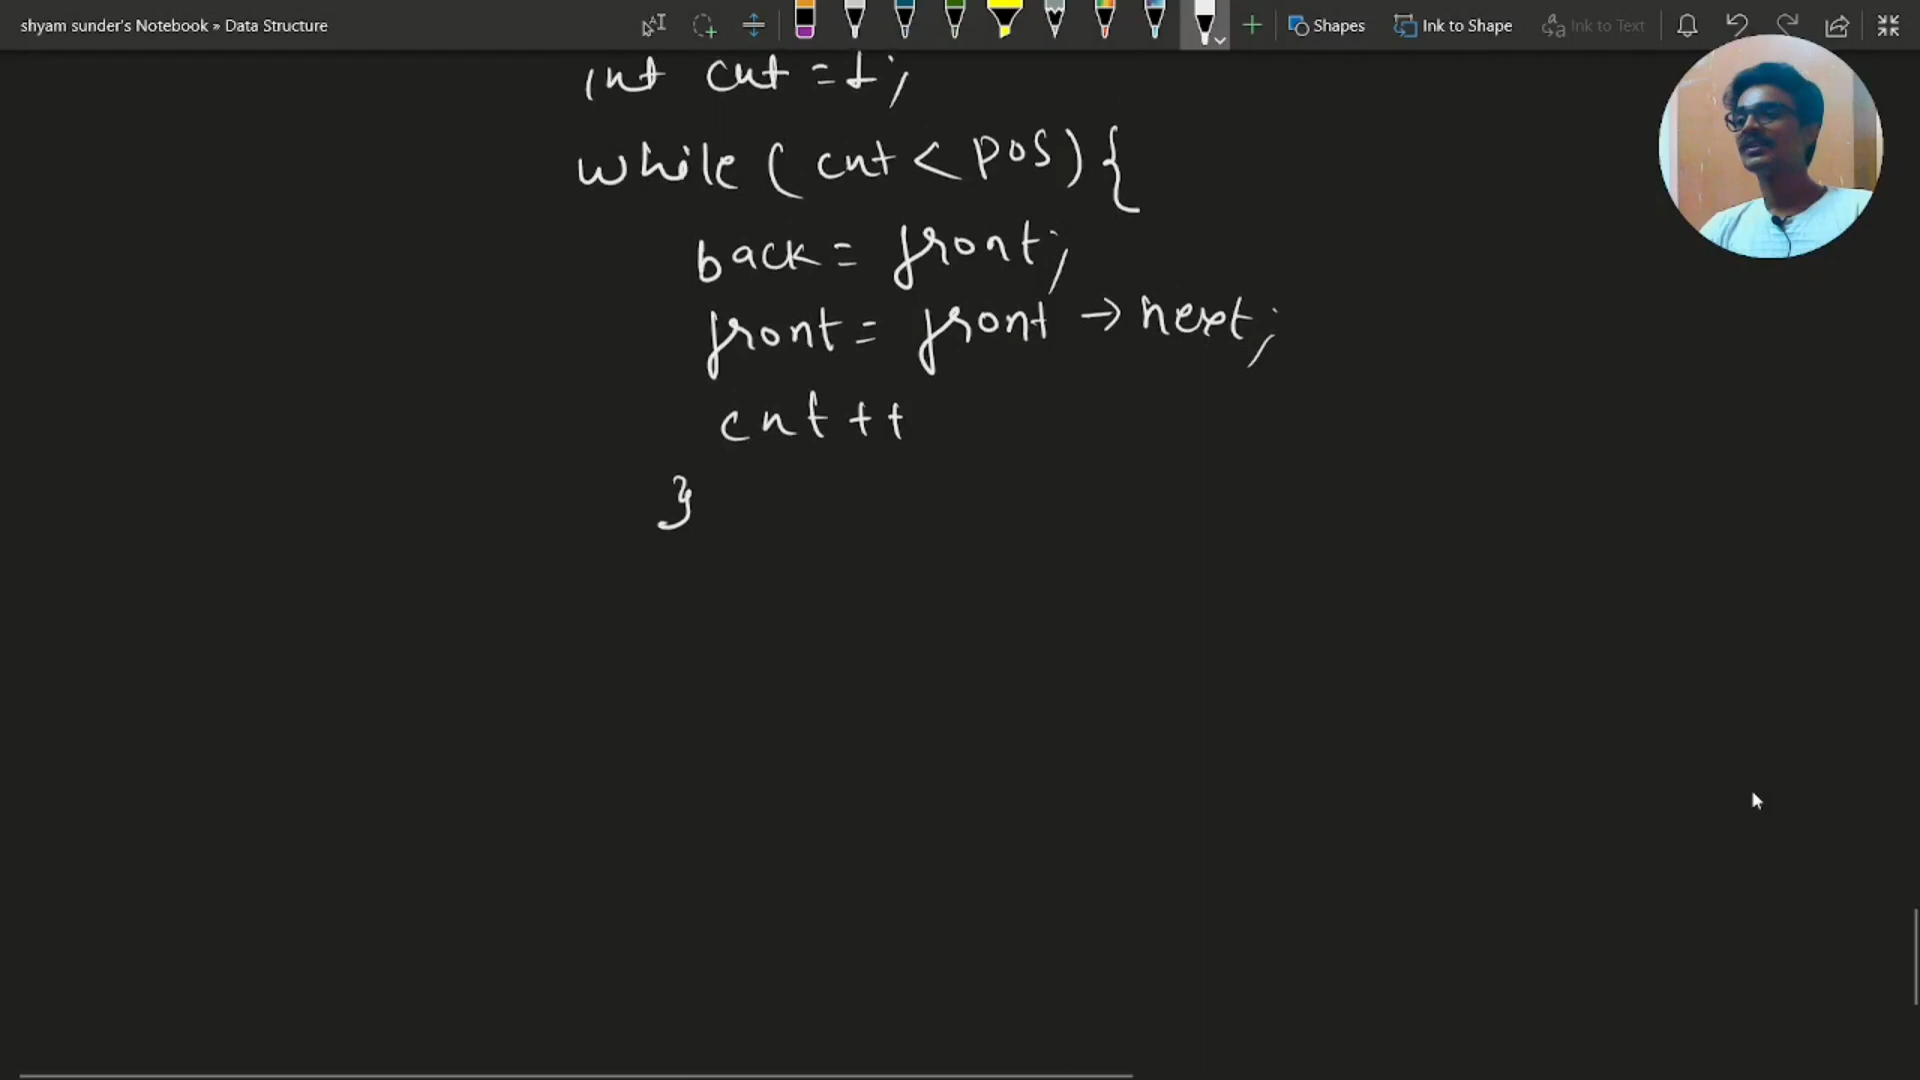 shyam sunder's Notebook » Data Structure
Shapes
Ink to Shape
Ink to Text
int cnt = 1;
while ( cnt < pos) {
back = front;
front = front → next;
cnt ++
}